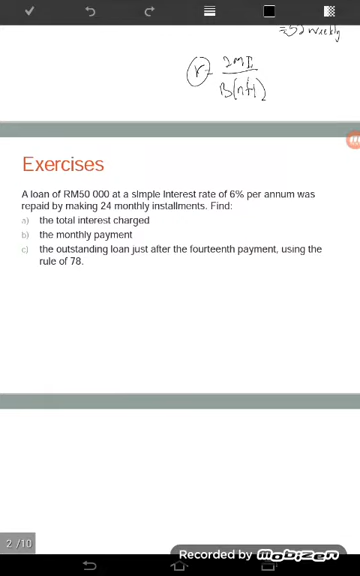 =52 weekly
r = 2MI
B(n+1)
Exercises
A loan of RM50 000 at a simple interest rate of 6% per annum was
repaid by making 24 monthly installments. Find:
a) the total interest charged
b) the monthly payment
c) the outstanding loan just after the fourteenth payment, using the
rule of 78.
2 /10
Recorded by mobizen